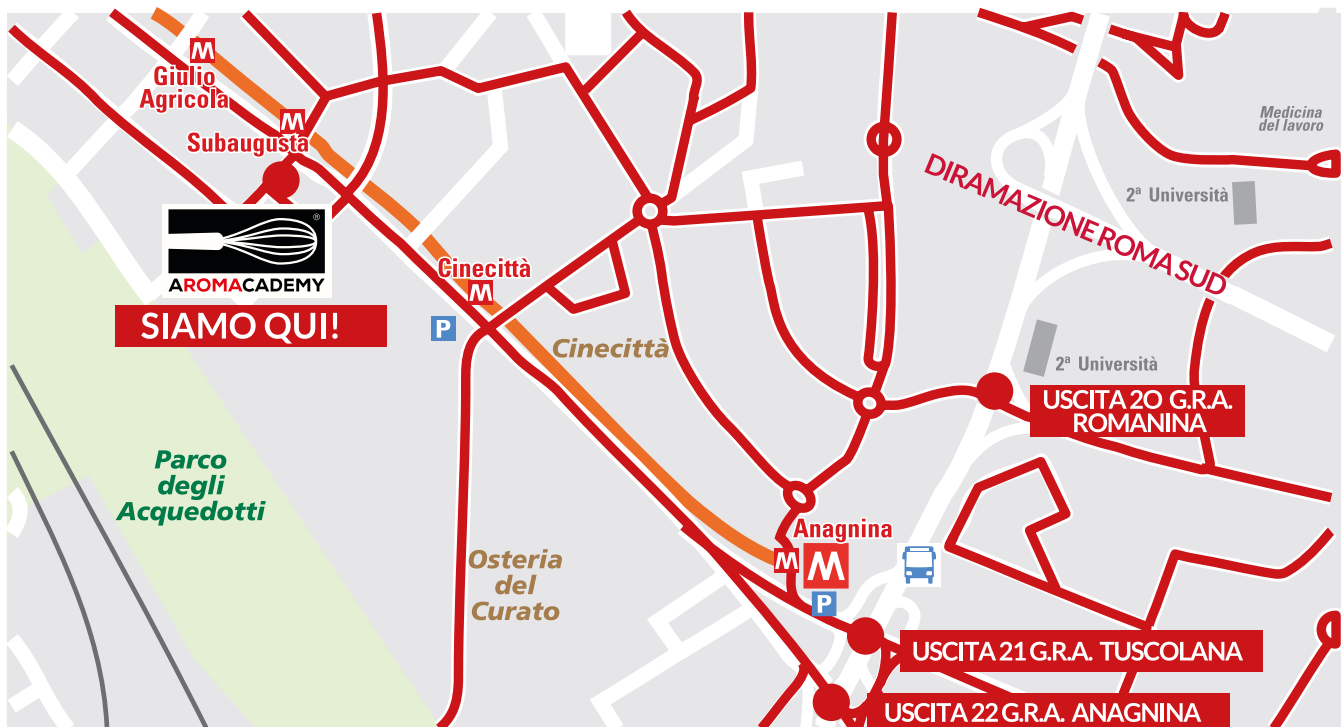 M
Giulio
Agricola
M
Subaugusta
®
AROMACADEMY
SIAMO QUI!
Cinecittà
M
P
Cinecittà
Parco
degli
Acquedotti
Osteria
del
Curato
Medicina
del lavoro
2ª Università
DIRAMAZIONE ROMA SUD
2ª Università
USCITA 20 G.R.A.
ROMANINA
Anagnina
M
M
P
USCITA 21 G.R.A. TUSCOLANA
USCITA 22 G.R.A. ANAGNINA